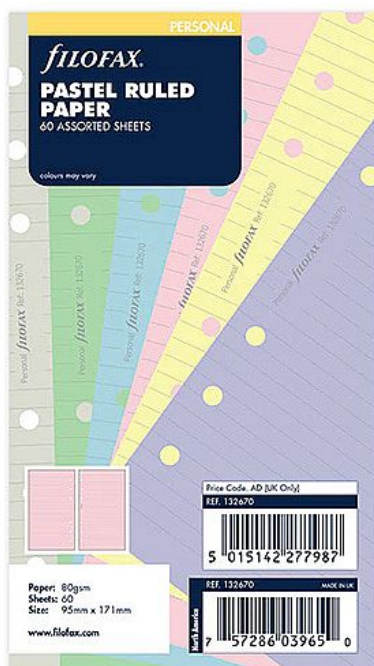 PERSONAL
fILOFAX.
PASTEL RULED
PAPER
60 ASSORTED SHEETS
colours may vary
Personal fILOFAX Ref: 132670
Personal fILOFAX Ref: 132670
Personal fILOFAX Ref: 132670
fILOFAX Ref: 132670
Personal fILOFAX Ref: 132670
Personal fILOFAX Ref: 132670
Price Code. AD (UK Only)
REF. 132670
5 015142 277987
REF. 132670 MADE IN UK
North America
7 57286 03965 0
Paper: 80gsm
Sheets: 60
Size: 95mm x 171mm
www.filofax.com